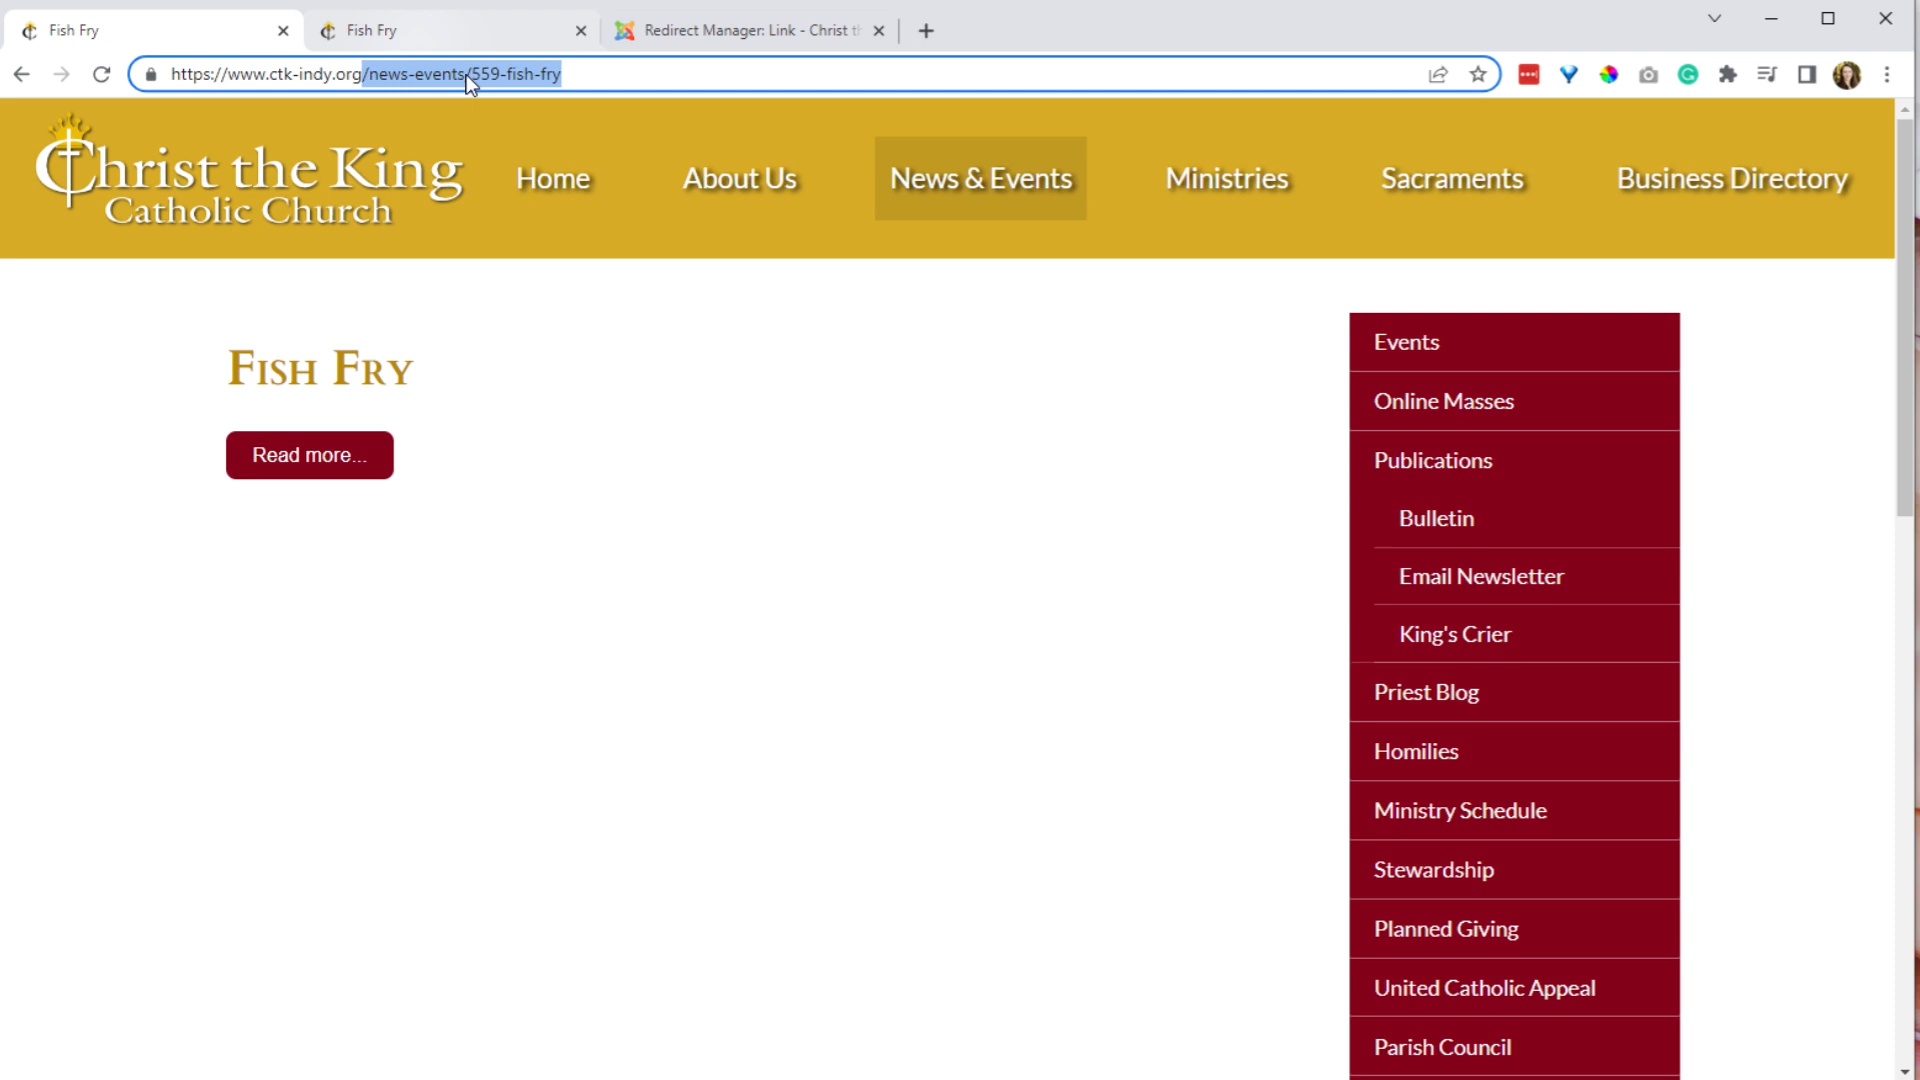 Fish Fry
Fish Fry
Redirect Manager: Link - Christ th
https://www.ctk-indy.org/news-events/559-fish-fry
Christ the King
Catholic Church
Home
About Us
News & Events
Ministries
Sacraments
Business Directory
Fish Fry
Read more...
Events
Online Masses
Publications
Bulletin
Email Newsletter
King's Crier
Priest Blog
Homilies
Ministry Schedule
Stewardship
Planned Giving
United Catholic Appeal
Parish Council